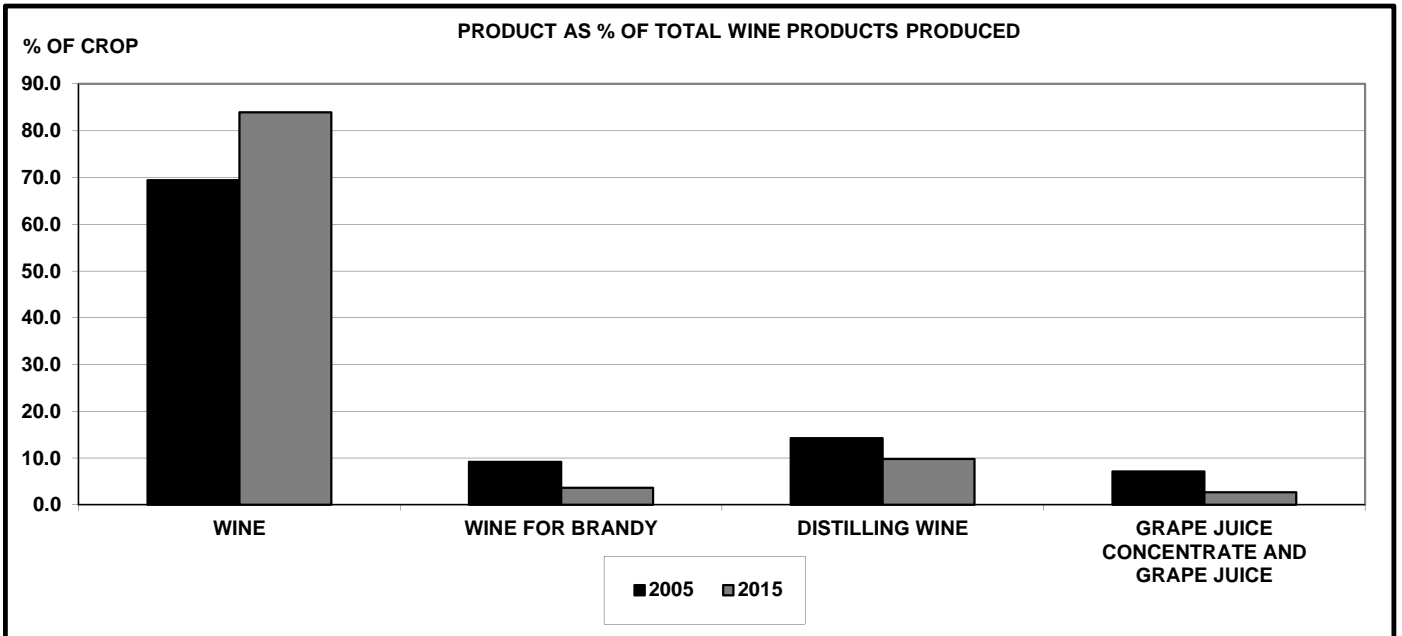 PRODUCT AS % OF TOTAL WINE PRODUCTS PRODUCED
% OF CROP
90.0
80.0
70.0
60.0
50.0
40.0
30.0
20.0
10.0
0.0
WINE
WINE FOR BRANDY
DISTILLING WINE
GRAPE JUICE
CONCENTRATE AND
GRAPE JUICE
2005 2015